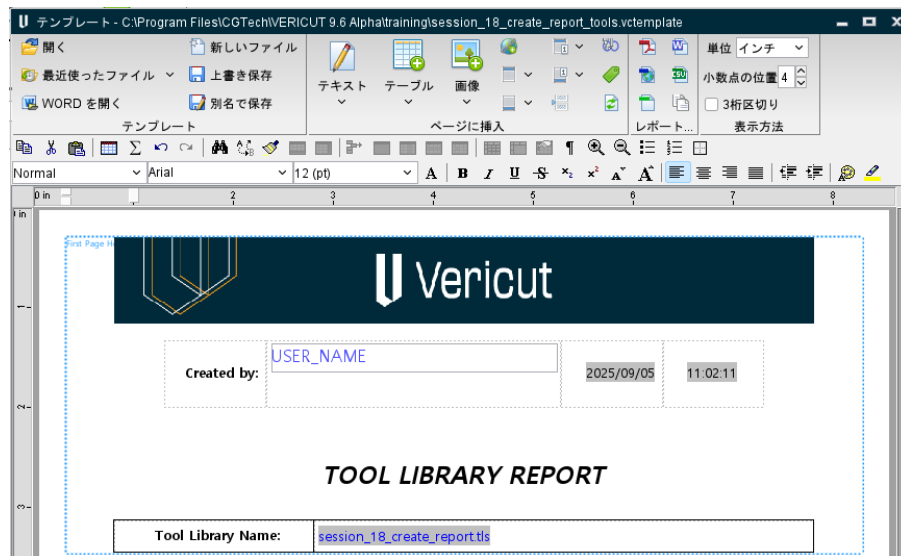 テンプレート - C:\Program Files\CGTech\VERICUT 9.6 Alpha\training\session_18_create_report_tools.vctemplate
開く
新しいファイル
最近使ったファイル
上書き保存
WORD を開く
別名で保存
テンプレート
テキスト
テーブル
画像
ページに挿入
レポート...
単位 インチ
小数点の位置 4
3桁区切り
表示方法
Normal Arial 12 (pt)
0 in 2 3 4 5 6 7 8
in
1
2
3
First Page H
Vericut
Created by:
USER_NAME
2025/09/05
11:02:11
TOOL LIBRARY REPORT
Tool Library Name:
session_18_create_report.tls